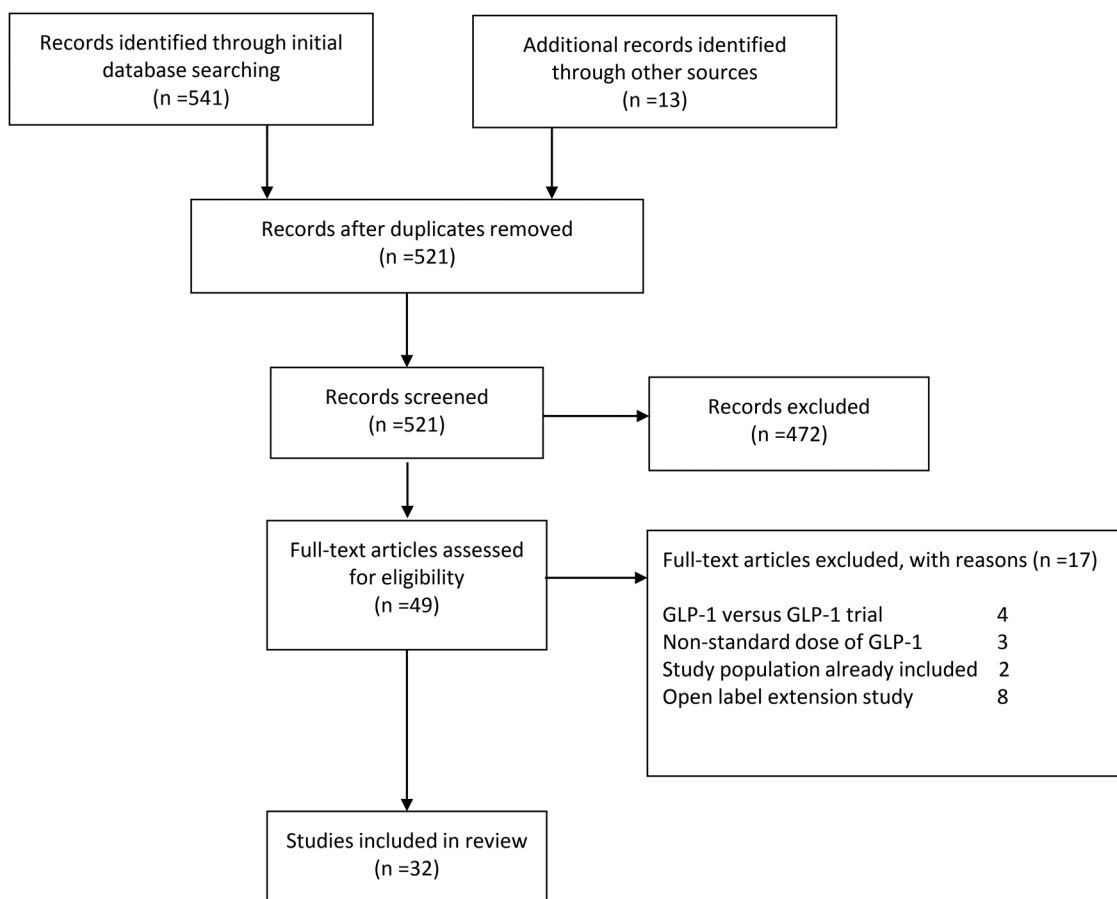 Records identified through initial
database searching
(n =541)
Additional records identified
through other sources
(n =13)
Records after duplicates removed
(n =521)
Records screened
(n =521)
Records excluded
(n =472)
Full-text articles assessed
for eligibility
(n =49)
Full-text articles excluded, with reasons (n =17)
GLP-1 versus GLP-1 trial 4
Non-standard dose of GLP-1 3
Study population already included 2
Open label extension study 8
Studies included in review
(n =32)